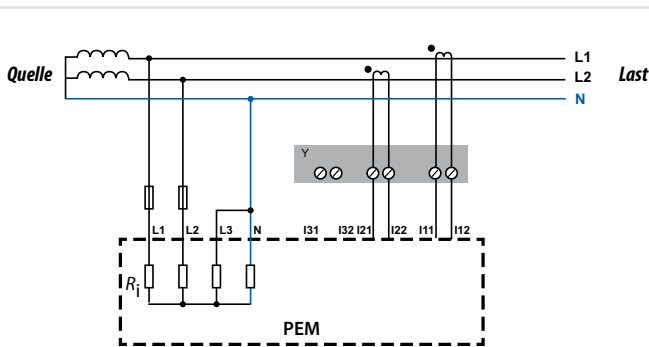 L1
Quelle
L2
Last
N
Y
L1 L2 L3 N I31 I32 I21 I22 I11 I12
Ri
PEM